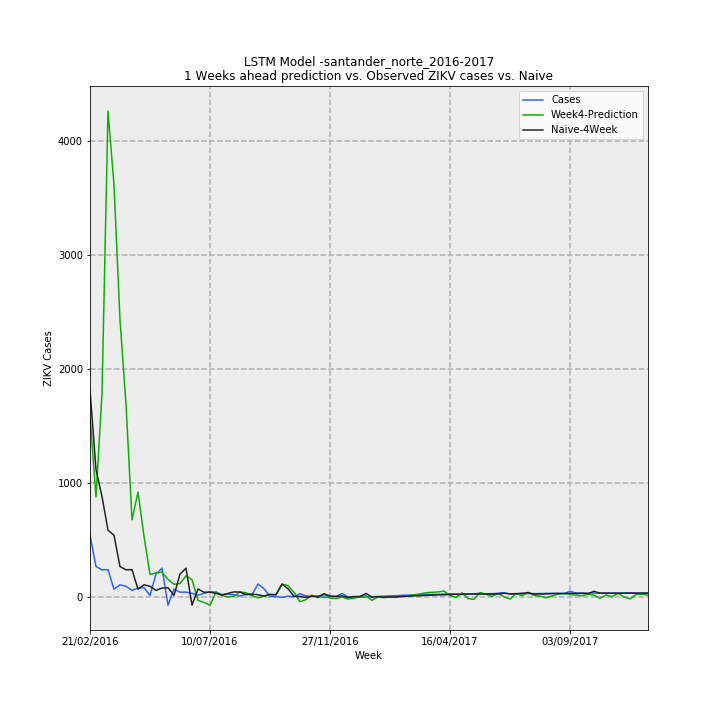 LSTM Model -santander_norte_2016-2017
1 Weeks ahead prediction vs. Observed ZIKV cases vs. Naive
Cases
Week4-Prediction
Naive-4Week
4000
3000
2000
1000
0
ZIKV Cases
21/02/2016
10/07/2016
27/11/2016
16/04/2017
03/09/2017
Week